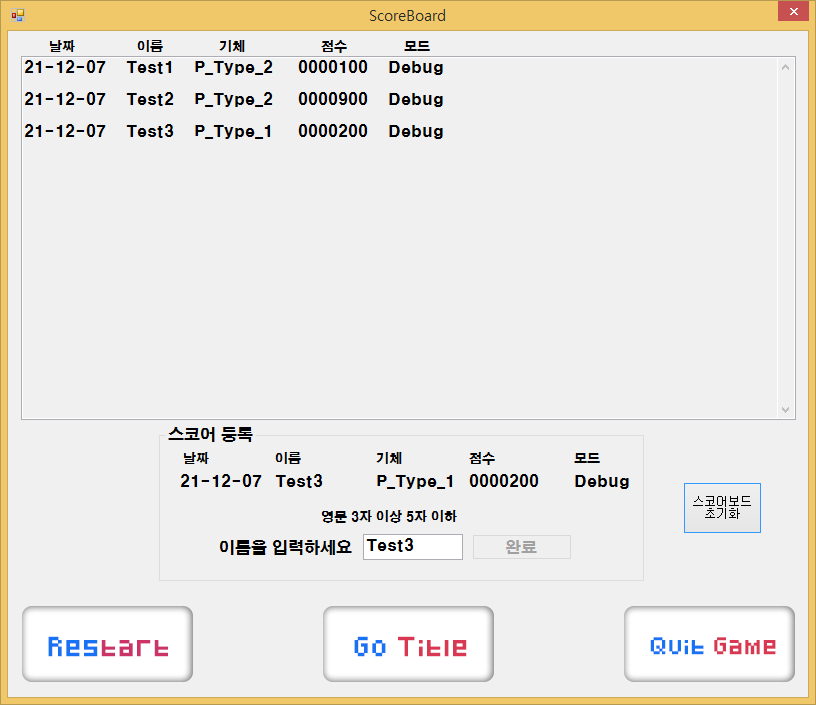 ScoreBoard
날짜 이름 기체 점수 모드
21-12-07 Test1 P_Type_2 0000100 Debug
21-12-07 Test2 P_Type_2 0000900 Debug
21-12-07 Test3 P_Type_1 0000200 Debug
스코어 등록
날짜 이름 기체 점수 모드
21-12-07 Test3 P_Type_1 0000200 Debug
영문 3자 이상 5자 이하
이름을 입력하세요 Test3 완료
스코어보드
초기화
Restart Go Title Quit Game